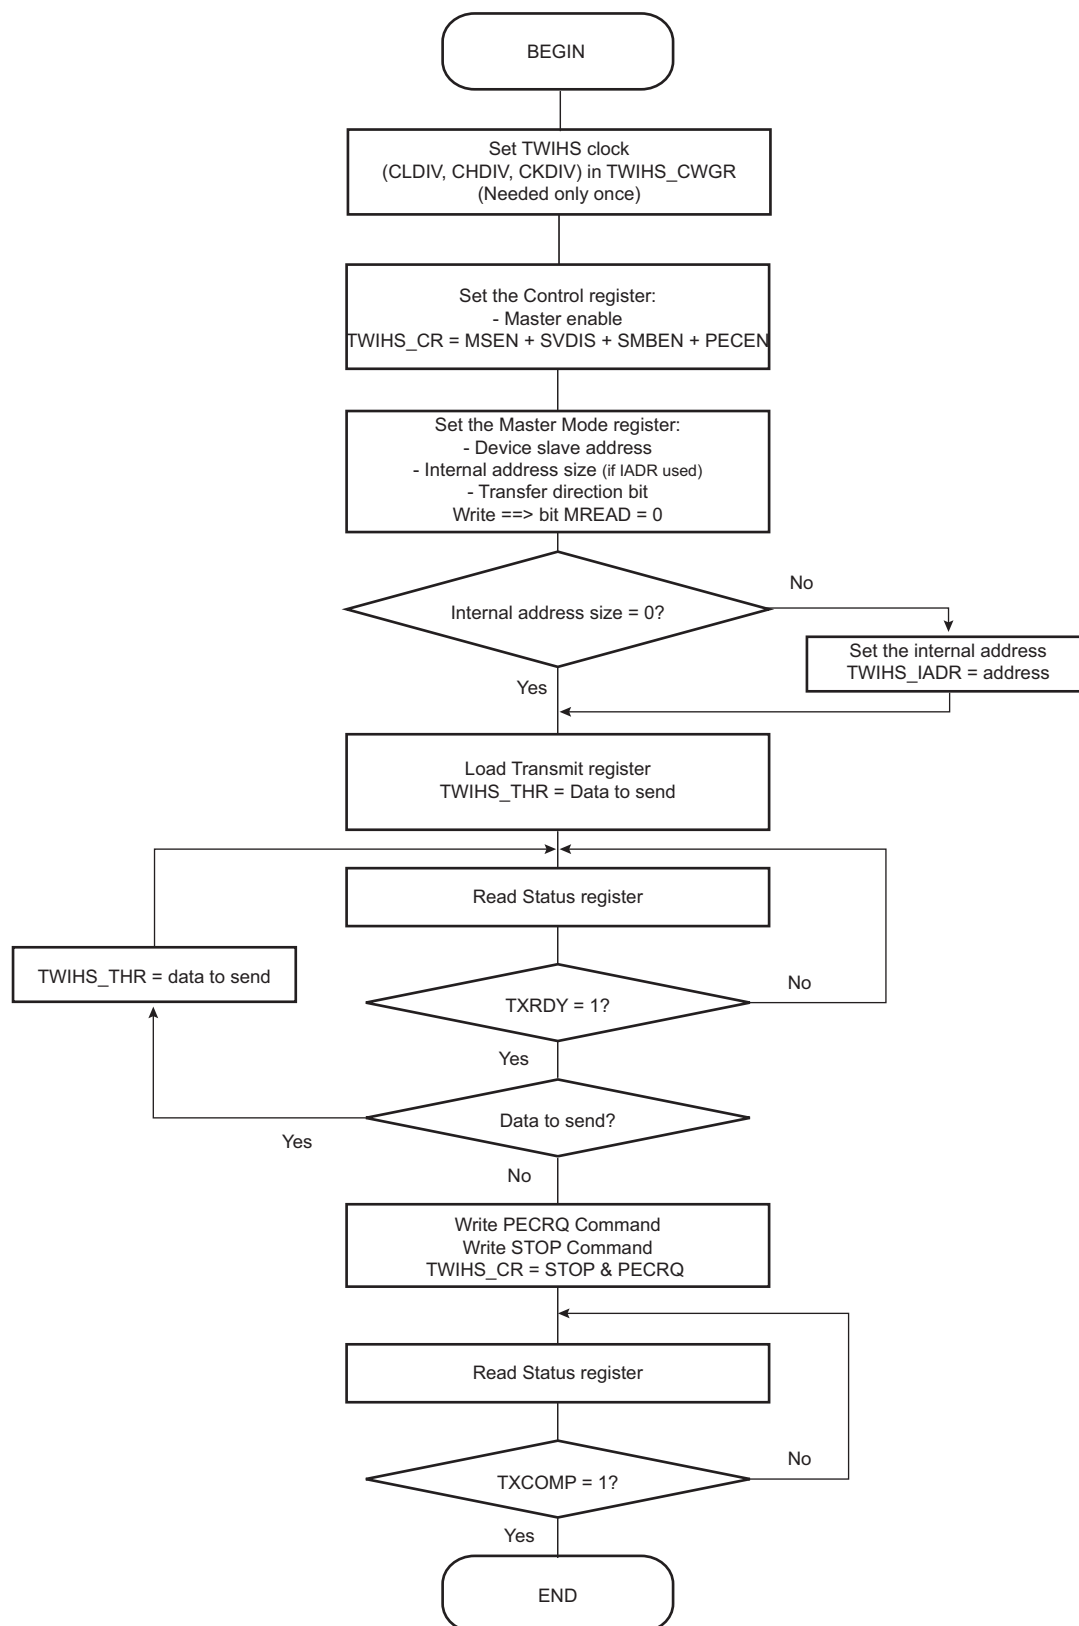 BEGIN
Set TWIHS clock
(CLDIV, CHDIV, CKDIV) in TWIHS_CWGR
(Needed only once)
Set the Control register:
- Master enable
TWIHS_CR = MSEN + SVDIS + SMBEN + PECEN
Set the Master Mode register:
- Device slave address
- Internal address size (if IADR used)
- Transfer direction bit
Write ==> bit MREAD = 0
No
Internal address size = 0?
Set the internal address
TWIHS_IADR = address
Yes
Load Transmit register
TWIHS_THR = Data to send
Read Status register
TWIHS_THR = data to send
No
TXRDY = 1?
Yes
Data to send?
Yes
No
Write PECRQ Command
Write STOP Command
TWIHS_CR = STOP & PECRQ
Read Status register
No
TXCOMP = 1?
Yes
END